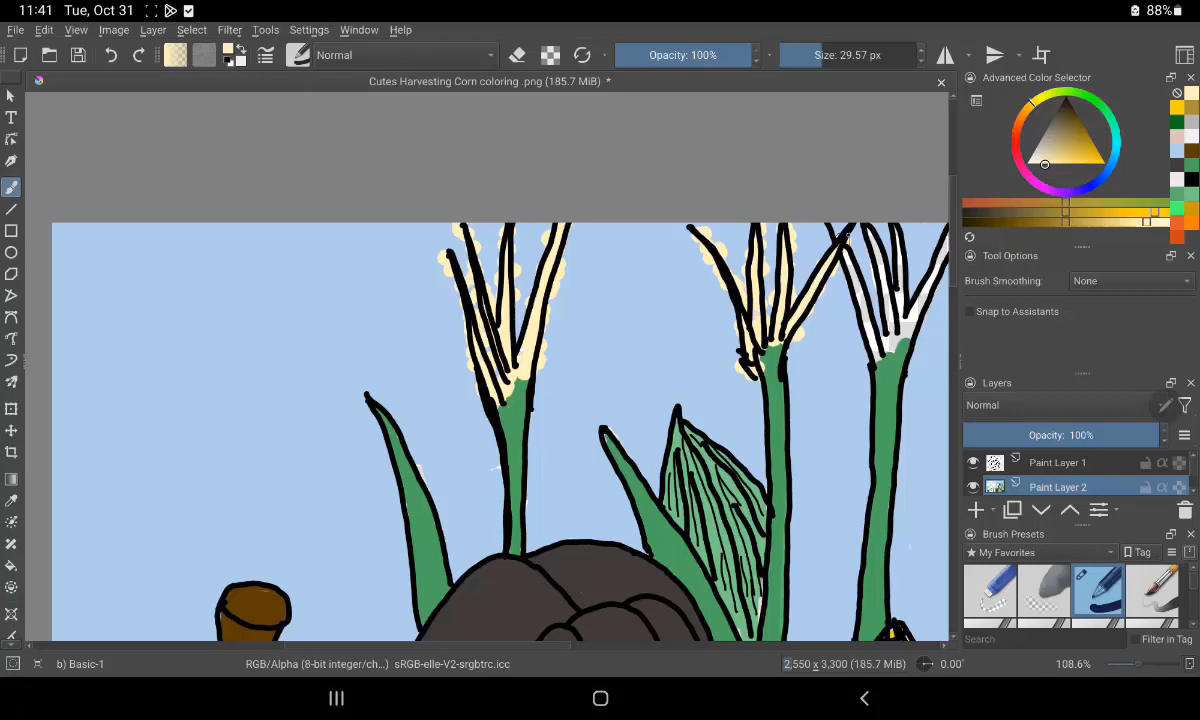 11:41 Tue, Oct 31 88%
File Edit View Image Layer Select Filter Tools Settings Window Help
Normal Opacity: 100% Size: 29.57 px
Cutes Harvesting Corn coloring .png (185.7 MiB) *
Advanced Color Selector
Tool Options
Brush Smoothing: None
Snap to Assistants
Layers
Normal
Opacity: 100%
Paint Layer 1
Paint Layer 2
Brush Presets
My Favorites Tag
Search Filter in Tag
b) Basic-1 RGB/Alpha (8-bit integer/ch...) sRGB-elle-V2-srgbtrc.icc 2,550 x 3,300 (185.7 MiB) 0.00° 108.6%